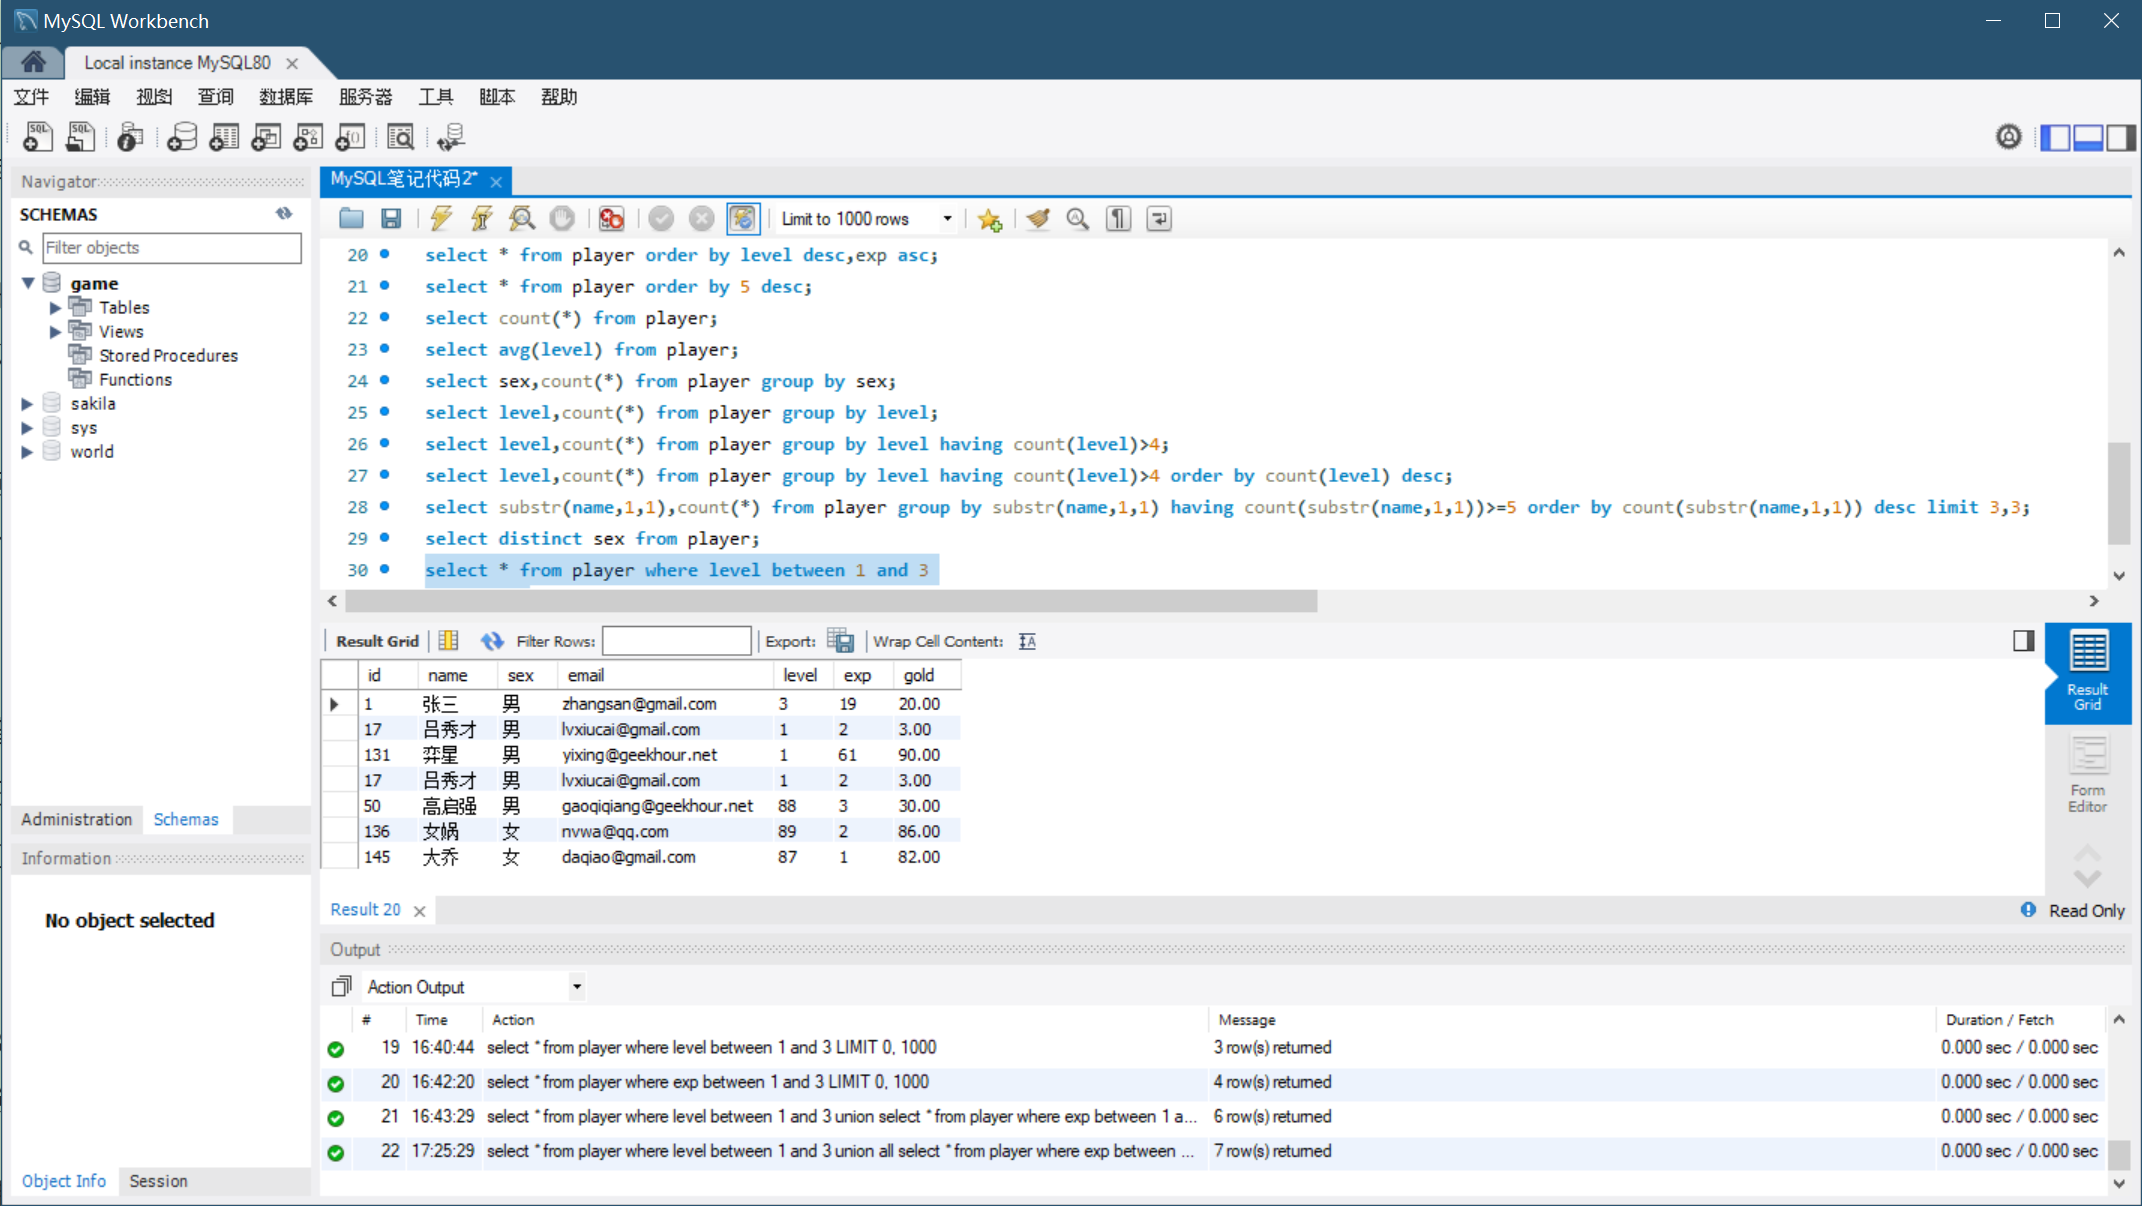 MySQL Workbench
Local instance MySQL80
文件 编辑 视图 查询 数据库 服务器 工具 脚本 帮助
Navigator
SCHEMAS
Filter objects
game
Tables
Views
Stored Procedures
Functions
sakila
sys
world
Administration Schemas
Information
No object selected
Object Info Session
MySQL笔记代码2*
Limit to 1000 rows
20 select * from player order by level desc,exp asc;
21 select * from player order by 5 desc;
22 select count(*) from player;
23 select avg(level) from player;
24 select sex,count(*) from player group by sex;
25 select level,count(*) from player group by level;
26 select level,count(*) from player group by level having count(level)>4;
27 select level,count(*) from player group by level having count(level)>4 order by count(level) desc;
28 select substr(name,1,1),count(*) from player group by substr(name,1,1) having count(substr(name,1,1))>=5 order by count(substr(name,1,1)) desc limit 3,3;
29 select distinct sex from player;
30 select * from player where level between 1 and 3
Result Grid Filter Rows: Export: Wrap Cell Content:
id name sex email level exp gold
1 张三 男 zhangsan@gmail.com 3 19 20.00
17 吕秀才 男 lvxiucai@gmail.com 1 2 3.00
131 弈星 男 yixing@geekhour.net 1 61 90.00
17 吕秀才 男 lvxiucai@gmail.com 1 2 3.00
50 高启强 男 gaoqiqiang@geekhour.net 88 3 30.00
136 女娲 女 nvwa@qq.com 89 2 86.00
145 大乔 女 daqiao@gmail.com 87 1 82.00
Result
Grid
Form
Editor
Result 20
Read Only
Output
Action Output
# Time Action Message Duration / Fetch
19 16:40:44 select * from player where level between 1 and 3 LIMIT 0, 1000 3 row(s) returned 0.000 sec / 0.000 sec
20 16:42:20 select * from player where exp between 1 and 3 LIMIT 0, 1000 4 row(s) returned 0.000 sec / 0.000 sec
21 16:43:29 select * from player where level between 1 and 3 union select * from player where exp between 1 a... 6 row(s) returned 0.000 sec / 0.000 sec
22 17:25:29 select * from player where level between 1 and 3 union all select * from player where exp between ... 7 row(s) returned 0.000 sec / 0.000 sec